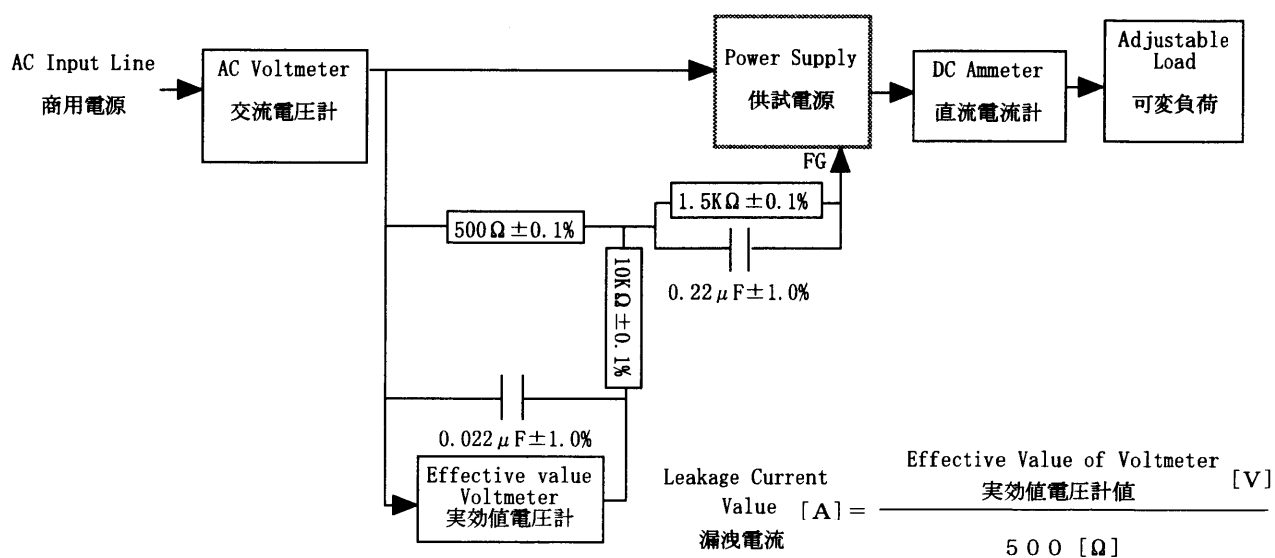 AC Input Line
商用電源
AC Voltmeter
交流電圧計
Power Supply
供試電源
FG
DC Ammeter
直流電流計
Adjustable
Load
可変負荷
500Ω±0.1%
1.5KΩ±0.1%
0.22μF±1.0%
10KΩ±0.1%
0.022μF±1.0%
Effective value
Voltmeter
実効値電圧計
Leakage Current
Value [A]=
漏洩電流
Effective Value of Voltmeter
実効値電圧計値 [V]
500 [Ω]